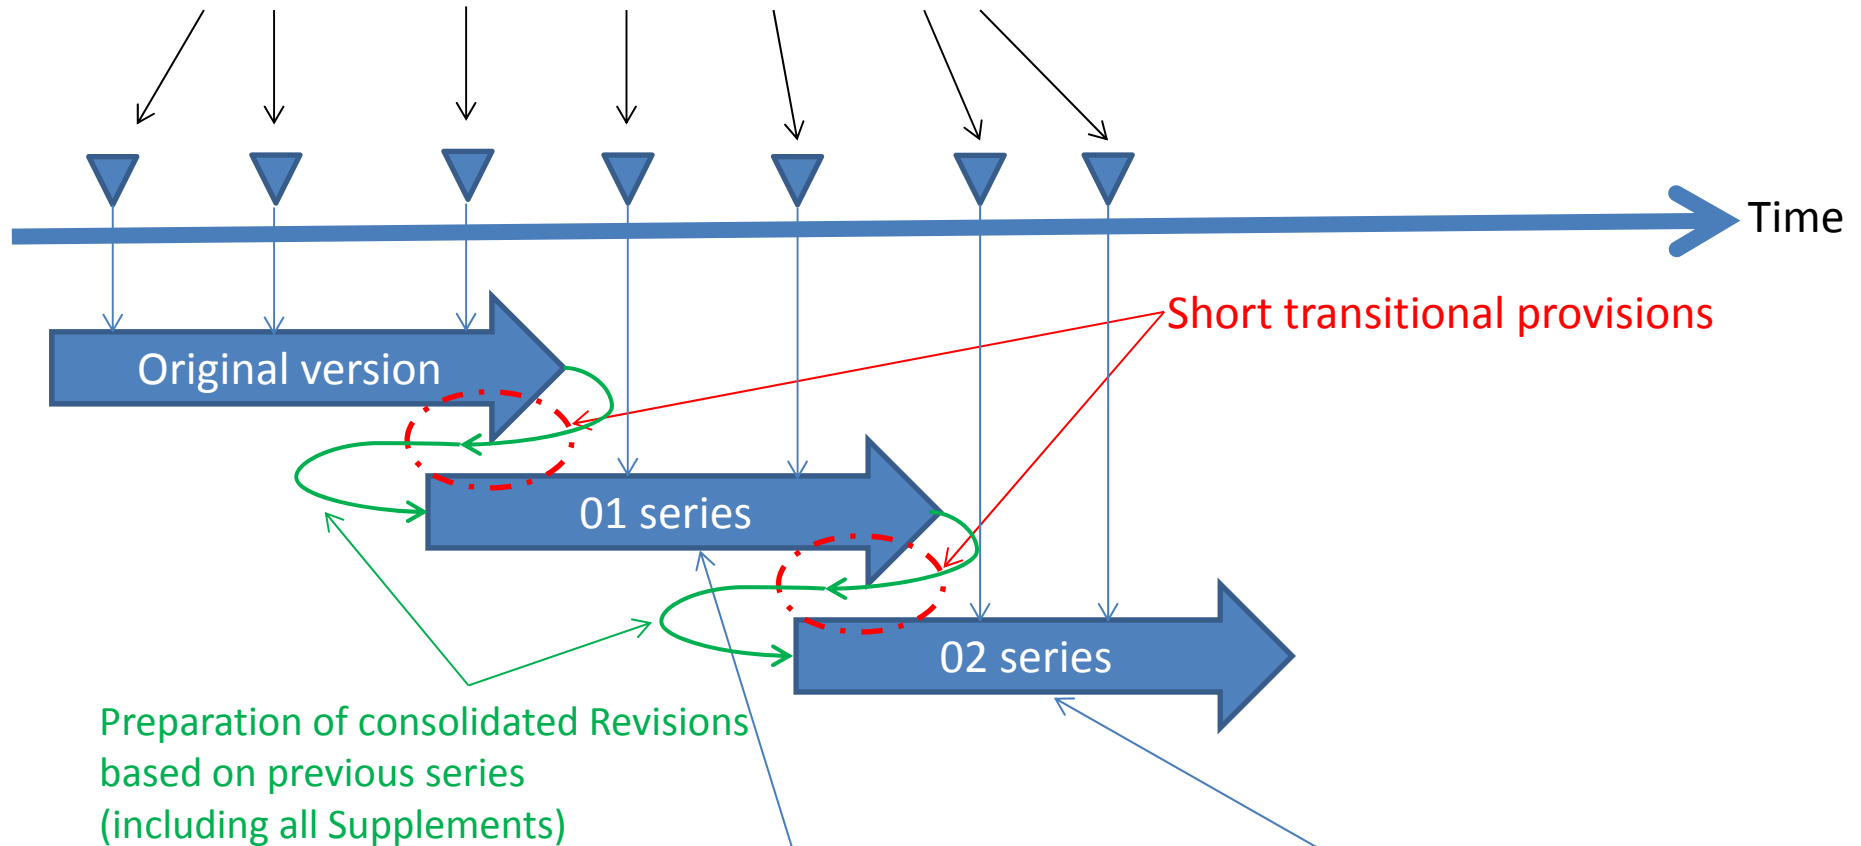 Time
Short transitional provisions
Original version
01 series
02 series
Preparation of consolidated Revisions
based on previous series
(including all Supplements)